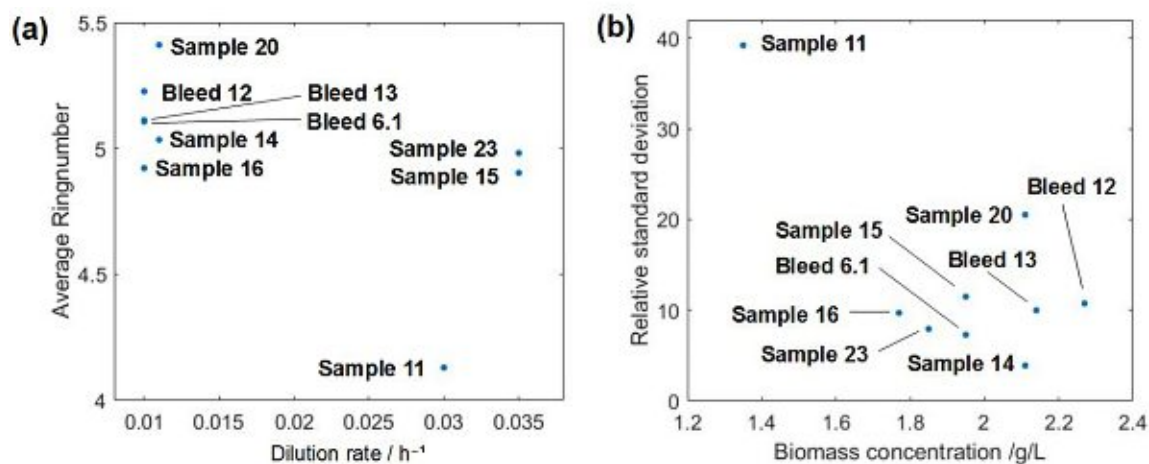 (a)
Average Ringnumber
5.5
5
4.5
4
Sample 20
Bleed 12
Bleed 13
Bleed 6.1
Sample 14
Sample 16
Sample 23
Sample 15
Sample 11
0.01 0.015 0.02 0.025 0.03 0.035
Dilution rate / h⁻¹
(b)
Relative standard deviation
40
30
20
10
0
Sample 11
Bleed 12
Sample 20
Sample 15
Bleed 6.1
Bleed 13
Sample 16
Sample 23
Sample 14
1.2 1.4 1.6 1.8 2 2.2 2.4
Biomass concentration /g/L